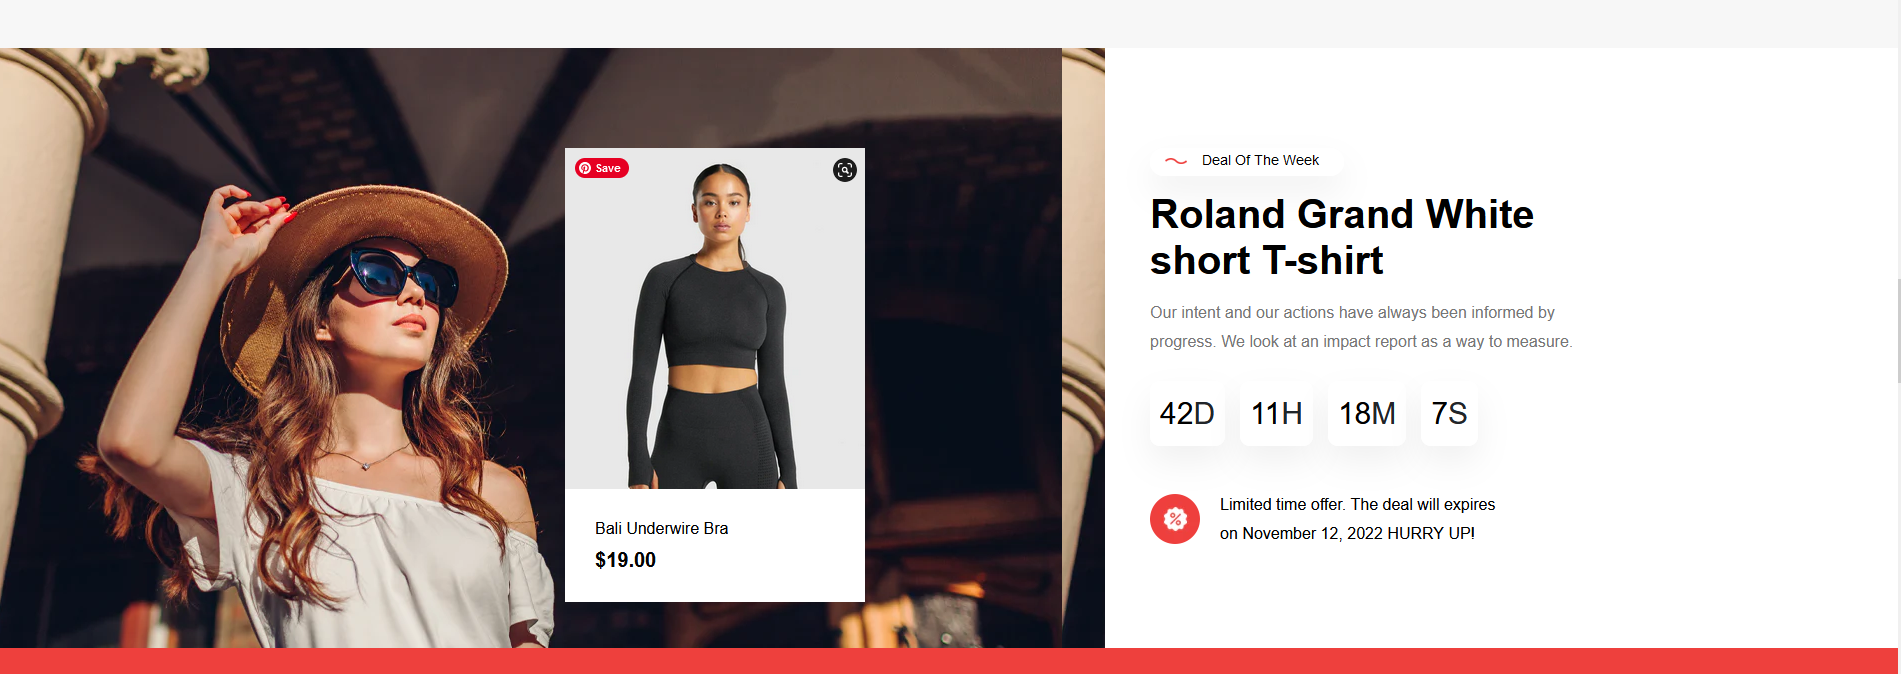 Save
Bali Underwire Bra
$19.00
Deal Of The Week
Roland Grand White
short T-shirt
Our intent and our actions have always been informed by
progress. We look at an impact report as a way to measure.
42D 11H 18M 7S
Limited time offer. The deal will expires
on November 12, 2022 HURRY UP!